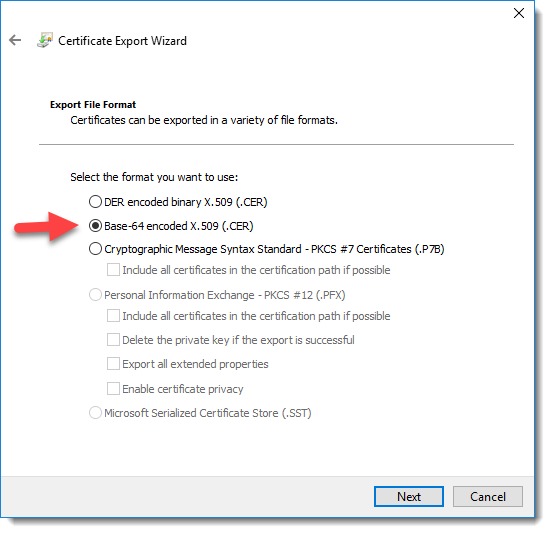 Certificate Export Wizard
Export File Format
Certificates can be exported in a variety of file formats.
Select the format you want to use:
DER encoded binary X.509 (.CER)
Base-64 encoded X.509 (.CER)
Cryptographic Message Syntax Standard - PKCS #7 Certificates (.P7B)
Include all certificates in the certification path if possible
Personal Information Exchange - PKCS #12 (.PFX)
Include all certificates in the certification path if possible
Delete the private key if the export is successful
Export all extended properties
Enable certificate privacy
Microsoft Serialized Certificate Store (.SST)
Next Cancel